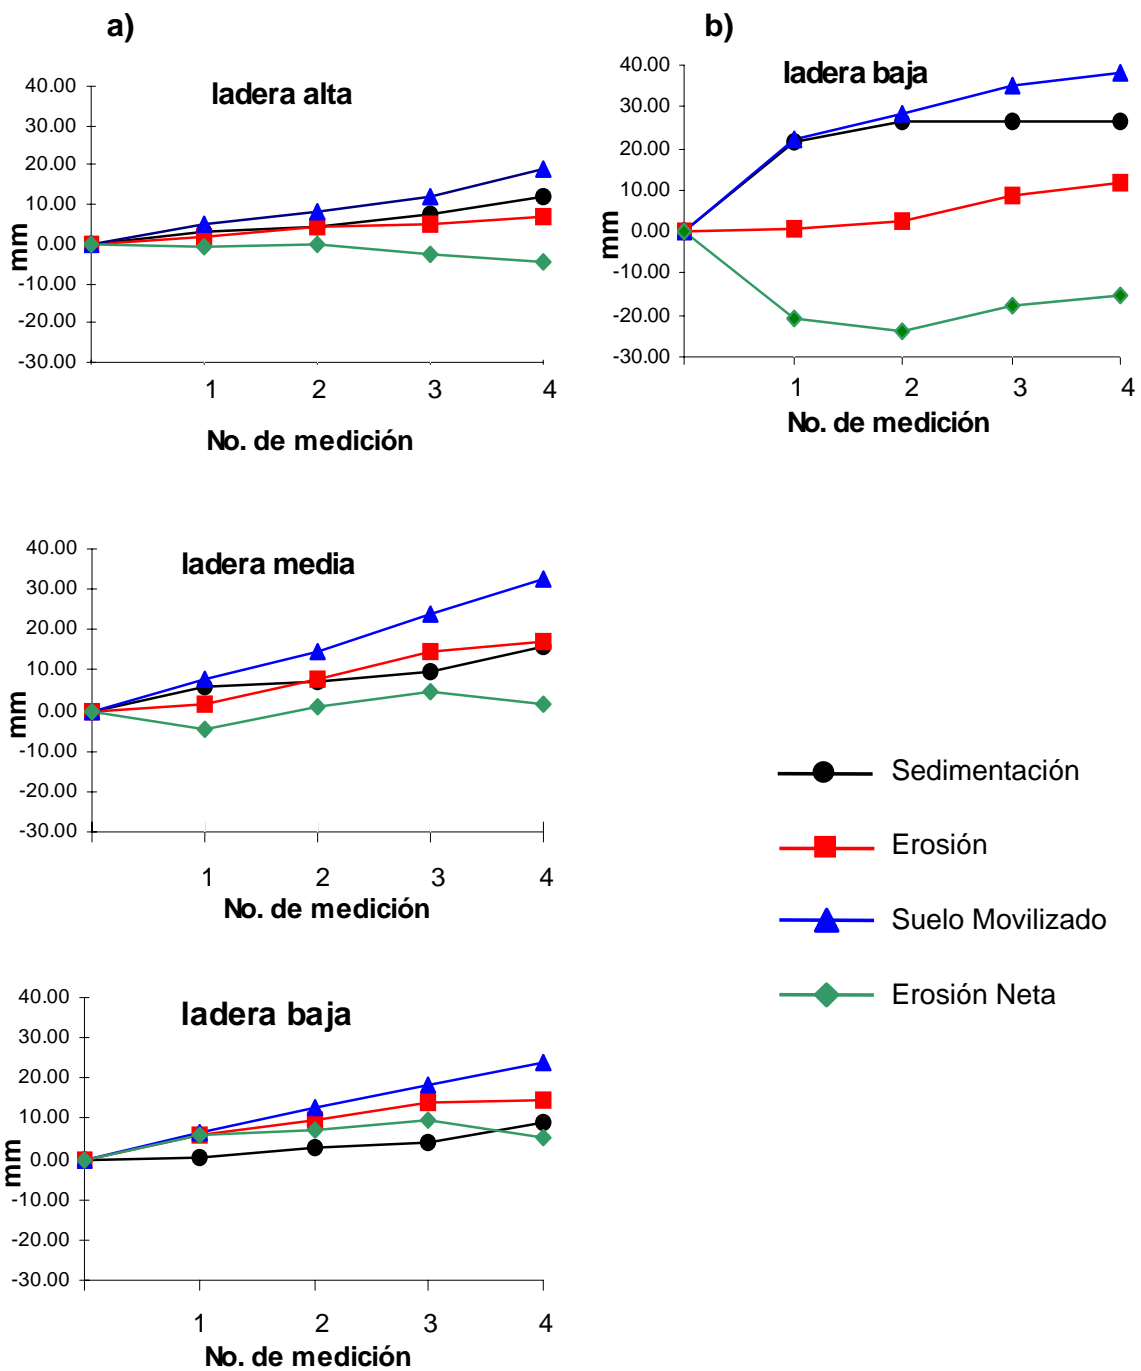 a)
ladera alta
40.00
30.00
20.00
10.00
0.00
-10.00
-20.00
-30.00
mm
1 2 3 4
No. de medición
b)
ladera baja
40.00
30.00
20.00
10.00
0.00
-10.00
-20.00
-30.00
mm
1 2 3 4
No. de medición
ladera media
40.00
30.00
20.00
10.00
0.00
-10.00
-20.00
-30.00
mm
1 2 3 4
No. de medición
Sedimentación
Erosión
Suelo Movilizado
Erosión Neta
ladera baja
40.00
30.00
20.00
10.00
0.00
-10.00
-20.00
-30.00
mm
1 2 3 4
No. de medición